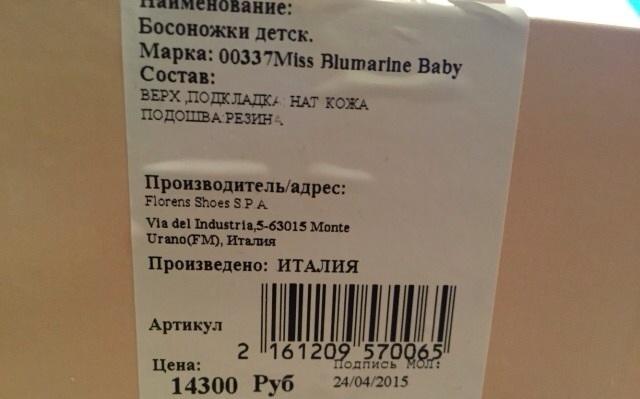 Наименование:
Босоножки детск.
Марка: 00337Miss Blumarine Baby
Состав:
ВЕРХ ,ПОДКЛАДКА: НАТ КОЖА
ПОДОШВА:РЕЗИНА
Производитель/адрес:
Florens Shoes S.P.A
Via del Industria,5-63015 Monte
Urano(FM), Италия
Произведено: ИТАЛИЯ
Артикул
2 161209 570065
Подпись МОЛ:
Цена:
14300 Руб
24/04/2015